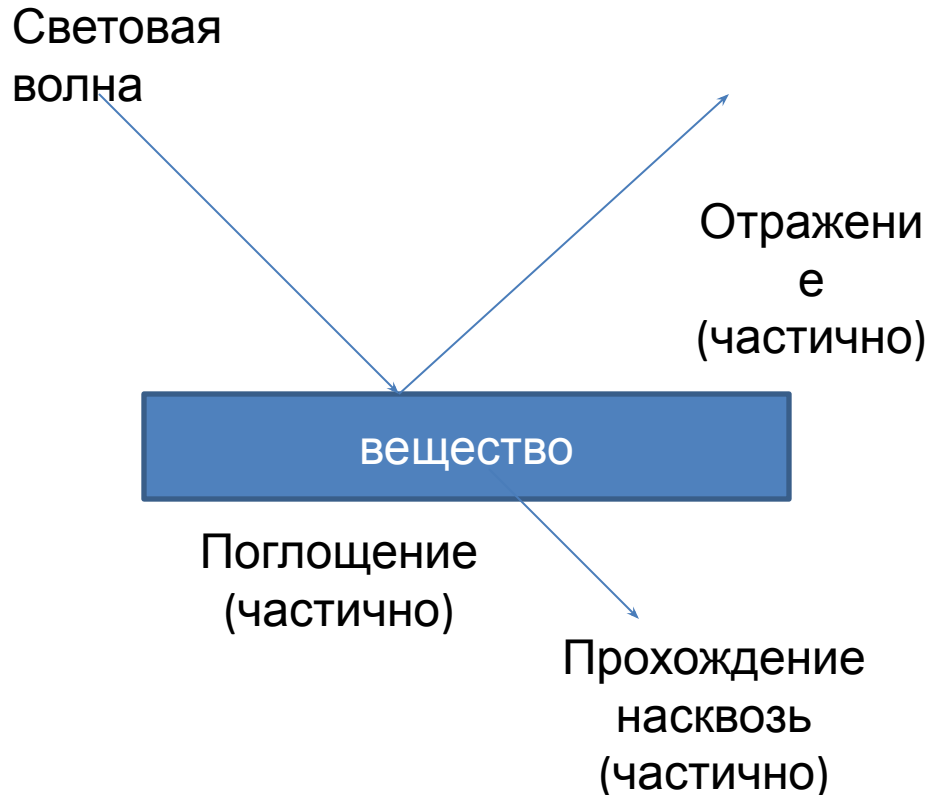 Световая
волна
Отражени
е
(частично)
вещество
Поглощение
(частично)
Прохождение
насквозь
(частично)